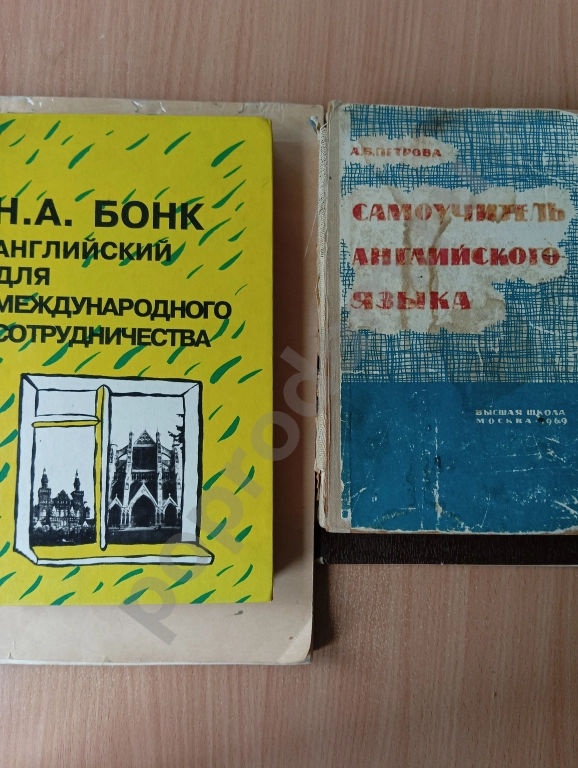 Н.А. БОНК
АНГЛИЙСКИЙ
ДЛЯ
МЕЖДУНАРОДНОГО
СОТРУДНИЧЕСТВА
А.В. ПЕТРОВА
САМОУЧИТЕЛЬ
АНГЛИЙСКОГО
ЯЗЫКА
ВЫСШАЯ ШКОЛА
МОСКВА · 1969